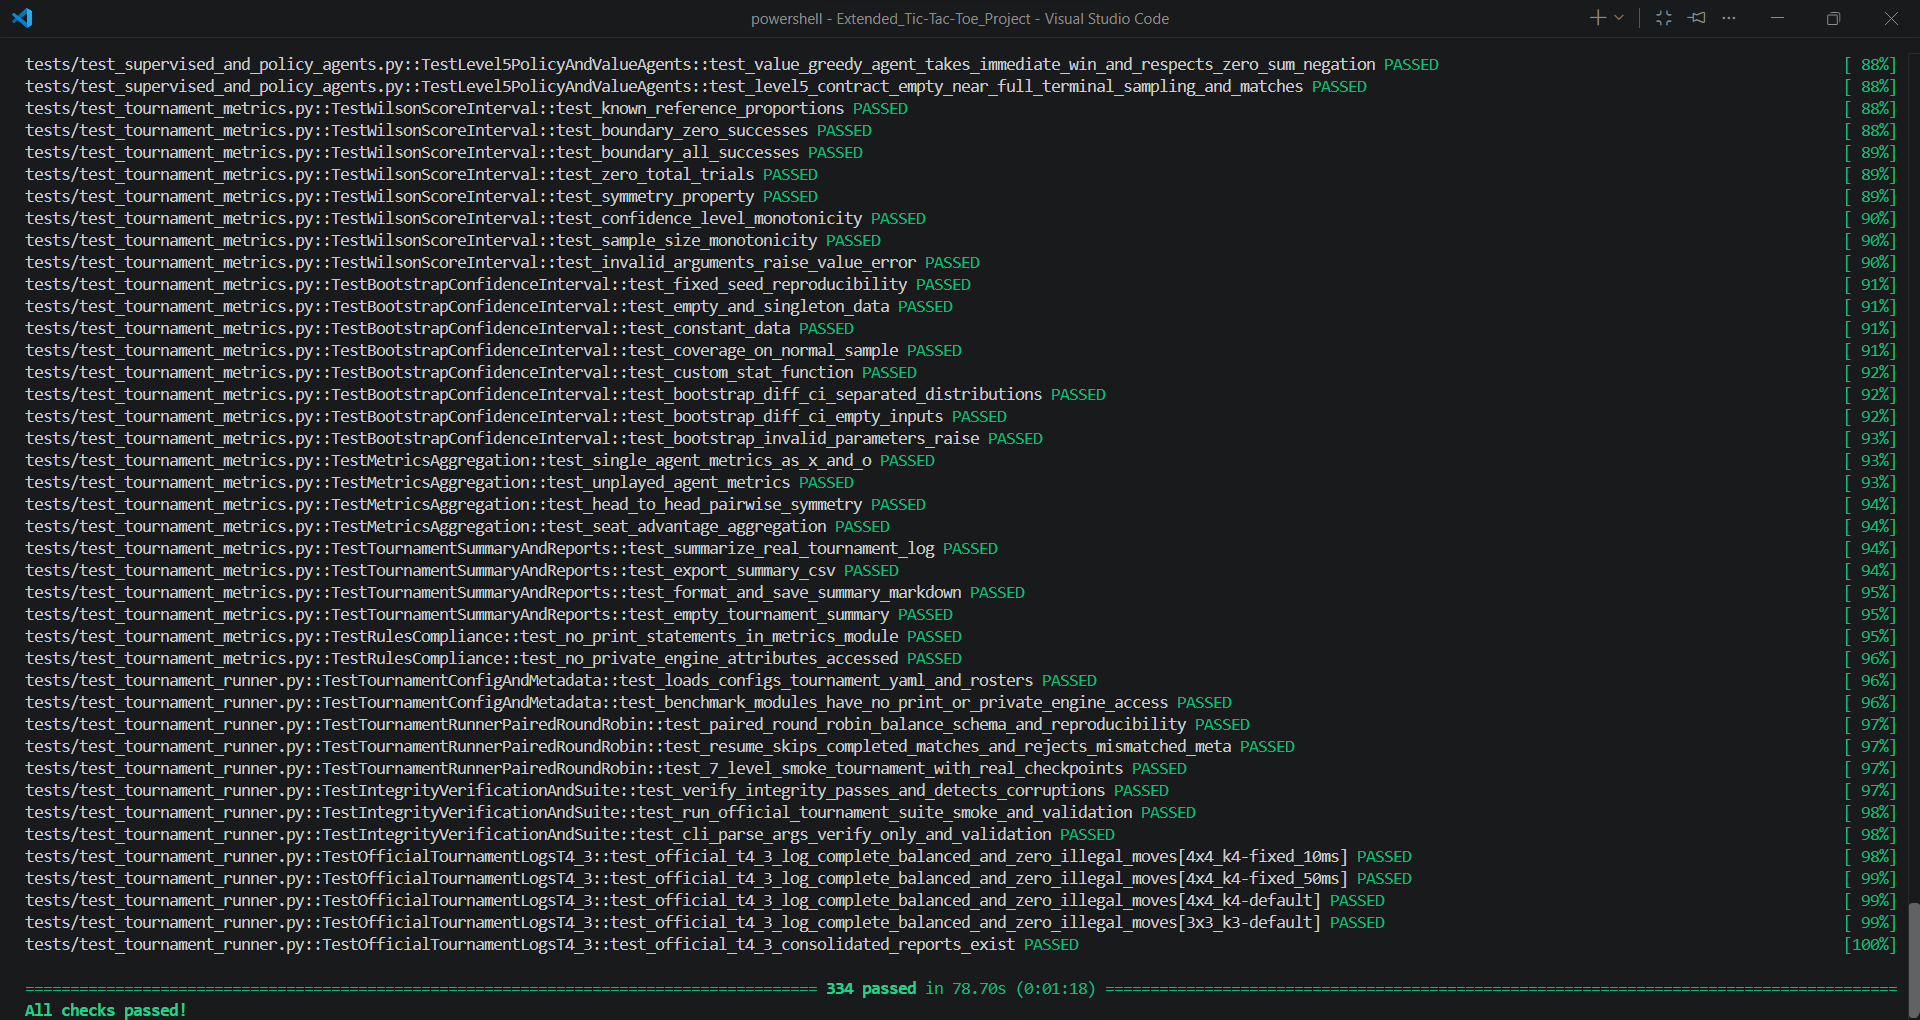 powershell - Extended_Tic-Tac-Toe_Project - Visual Studio Code
tests/test_supervised_and_policy_agents.py::TestLevel5PolicyAndValueAgents::test_value_greedy_agent_takes_immediate_win_and_respects_zero_sum_negation PASSED [ 88%]
tests/test_supervised_and_policy_agents.py::TestLevel5PolicyAndValueAgents::test_level5_contract_empty_near_full_terminal_sampling_and_matches PASSED [ 88%]
tests/test_tournament_metrics.py::TestWilsonScoreInterval::test_known_reference_proportions PASSED [ 88%]
tests/test_tournament_metrics.py::TestWilsonScoreInterval::test_boundary_zero_successes PASSED [ 88%]
tests/test_tournament_metrics.py::TestWilsonScoreInterval::test_boundary_all_successes PASSED [ 89%]
tests/test_tournament_metrics.py::TestWilsonScoreInterval::test_zero_total_trials PASSED [ 89%]
tests/test_tournament_metrics.py::TestWilsonScoreInterval::test_symmetry_property PASSED [ 89%]
tests/test_tournament_metrics.py::TestWilsonScoreInterval::test_confidence_level_monotonicity PASSED [ 90%]
tests/test_tournament_metrics.py::TestWilsonScoreInterval::test_sample_size_monotonicity PASSED [ 90%]
tests/test_tournament_metrics.py::TestWilsonScoreInterval::test_invalid_arguments_raise_value_error PASSED [ 90%]
tests/test_tournament_metrics.py::TestBootstrapConfidenceInterval::test_fixed_seed_reproducibility PASSED [ 91%]
tests/test_tournament_metrics.py::TestBootstrapConfidenceInterval::test_empty_and_singleton_data PASSED [ 91%]
tests/test_tournament_metrics.py::TestBootstrapConfidenceInterval::test_constant_data PASSED [ 91%]
tests/test_tournament_metrics.py::TestBootstrapConfidenceInterval::test_coverage_on_normal_sample PASSED [ 91%]
tests/test_tournament_metrics.py::TestBootstrapConfidenceInterval::test_custom_stat_function PASSED [ 92%]
tests/test_tournament_metrics.py::TestBootstrapConfidenceInterval::test_bootstrap_diff_ci_separated_distributions PASSED [ 92%]
tests/test_tournament_metrics.py::TestBootstrapConfidenceInterval::test_bootstrap_diff_ci_empty_inputs PASSED [ 92%]
tests/test_tournament_metrics.py::TestBootstrapConfidenceInterval::test_bootstrap_invalid_parameters_raise PASSED [ 93%]
tests/test_tournament_metrics.py::TestMetricsAggregation::test_single_agent_metrics_as_x_and_o PASSED [ 93%]
tests/test_tournament_metrics.py::TestMetricsAggregation::test_unplayed_agent_metrics PASSED [ 93%]
tests/test_tournament_metrics.py::TestMetricsAggregation::test_head_to_head_pairwise_symmetry PASSED [ 94%]
tests/test_tournament_metrics.py::TestMetricsAggregation::test_seat_advantage_aggregation PASSED [ 94%]
tests/test_tournament_metrics.py::TestTournamentSummaryAndReports::test_summarize_real_tournament_log PASSED [ 94%]
tests/test_tournament_metrics.py::TestTournamentSummaryAndReports::test_export_summary_csv PASSED [ 94%]
tests/test_tournament_metrics.py::TestTournamentSummaryAndReports::test_format_and_save_summary_markdown PASSED [ 95%]
tests/test_tournament_metrics.py::TestTournamentSummaryAndReports::test_empty_tournament_summary PASSED [ 95%]
tests/test_tournament_metrics.py::TestRulesCompliance::test_no_print_statements_in_metrics_module PASSED [ 95%]
tests/test_tournament_metrics.py::TestRulesCompliance::test_no_private_engine_attributes_accessed PASSED [ 96%]
tests/test_tournament_runner.py::TestTournamentConfigAndMetadata::test_loads_configs_tournament_yaml_and_rosters PASSED [ 96%]
tests/test_tournament_runner.py::TestTournamentConfigAndMetadata::test_benchmark_modules_have_no_print_or_private_engine_access PASSED [ 96%]
tests/test_tournament_runner.py::TestTournamentRunnerPairedRoundRobin::test_paired_round_robin_balance_schema_and_reproducibility PASSED [ 97%]
tests/test_tournament_runner.py::TestTournamentRunnerPairedRoundRobin::test_resume_skips_completed_matches_and_rejects_mismatched_meta PASSED [ 97%]
tests/test_tournament_runner.py::TestTournamentRunnerPairedRoundRobin::test_7_level_smoke_tournament_with_real_checkpoints PASSED [ 97%]
tests/test_tournament_runner.py::TestIntegrityVerificationAndSuite::test_verify_integrity_passes_and_detects_corruptions PASSED [ 97%]
tests/test_tournament_runner.py::TestIntegrityVerificationAndSuite::test_run_official_tournament_suite_smoke_and_validation PASSED [ 98%]
tests/test_tournament_runner.py::TestIntegrityVerificationAndSuite::test_cli_parse_args_verify_only_and_validation PASSED [ 98%]
tests/test_tournament_runner.py::TestOfficialTournamentLogsT4_3::test_official_t4_3_log_complete_balanced_and_zero_illegal_moves[4x4_k4-fixed_10ms] PASSED [ 98%]
tests/test_tournament_runner.py::TestOfficialTournamentLogsT4_3::test_official_t4_3_log_complete_balanced_and_zero_illegal_moves[4x4_k4-fixed_50ms] PASSED [ 99%]
tests/test_tournament_runner.py::TestOfficialTournamentLogsT4_3::test_official_t4_3_log_complete_balanced_and_zero_illegal_moves[4x4_k4-default] PASSED [ 99%]
tests/test_tournament_runner.py::TestOfficialTournamentLogsT4_3::test_official_t4_3_log_complete_balanced_and_zero_illegal_moves[3x3_k3-default] PASSED [ 99%]
tests/test_tournament_runner.py::TestOfficialTournamentLogsT4_3::test_official_t4_3_consolidated_reports_exist PASSED [100%]
======================================================================================== 334 passed in 78.70s (0:01:18) ========================================================================================
All checks passed!